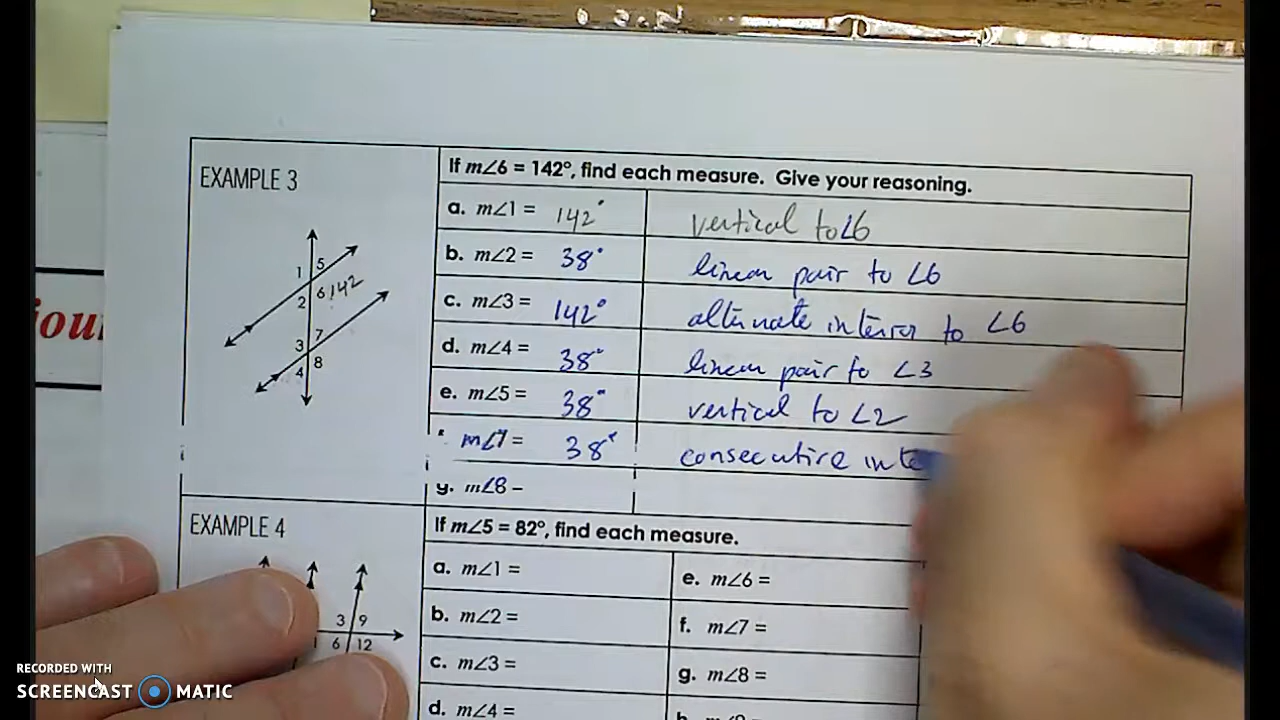 EXAMPLE 3
If m∠6 = 142°, find each measure. Give your reasoning.
a. m∠1 = 142° vertical to ∠6
b. m∠2 = 38° linear pair to ∠6
c. m∠3 = 142° alternate interior to ∠6
d. m∠4 = 38° linear pair to ∠3
e. m∠5 = 38° vertical to ∠2
m∠7 = 38° consecutive inte
g. m∠8 =
1 5
2 6 142
3 7
4 8
EXAMPLE 4
If m∠5 = 82°, find each measure.
a. m∠1 = e. m∠6 =
b. m∠2 = f. m∠7 =
c. m∠3 = g. m∠8 =
d. m∠4 =
3 9
6 12
iou
RECORDED WITH
SCREENCAST MATIC